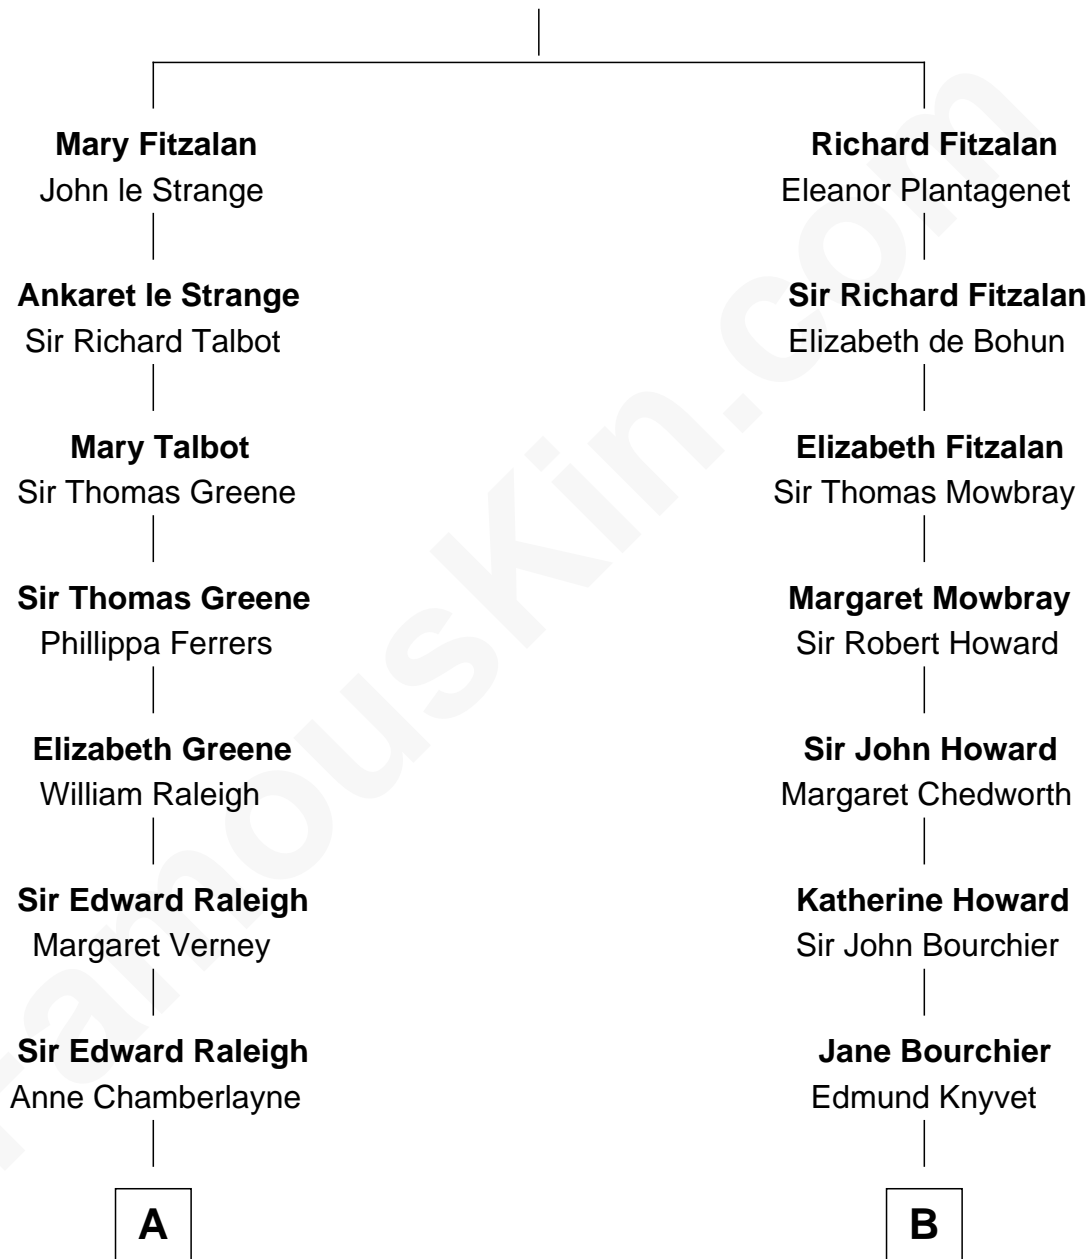 Mary Fitzalan
John le Strange
Ankaret le Strange
Sir Richard Talbot
Mary Talbot
Sir Thomas Greene
Sir Thomas Greene
Phillippa Ferrers
Elizabeth Greene
William Raleigh
Sir Edward Raleigh
Margaret Verney
Sir Edward Raleigh
Anne Chamberlayne
A
Richard Fitzalan
Eleanor Plantagenet
Sir Richard Fitzalan
Elizabeth de Bohun
Elizabeth Fitzalan
Sir Thomas Mowbray
Margaret Mowbray
Sir Robert Howard
Sir John Howard
Margaret Chedworth
Katherine Howard
Sir John Bourchier
Jane Bourchier
Edmund Knyvet
B
FamousKin.com